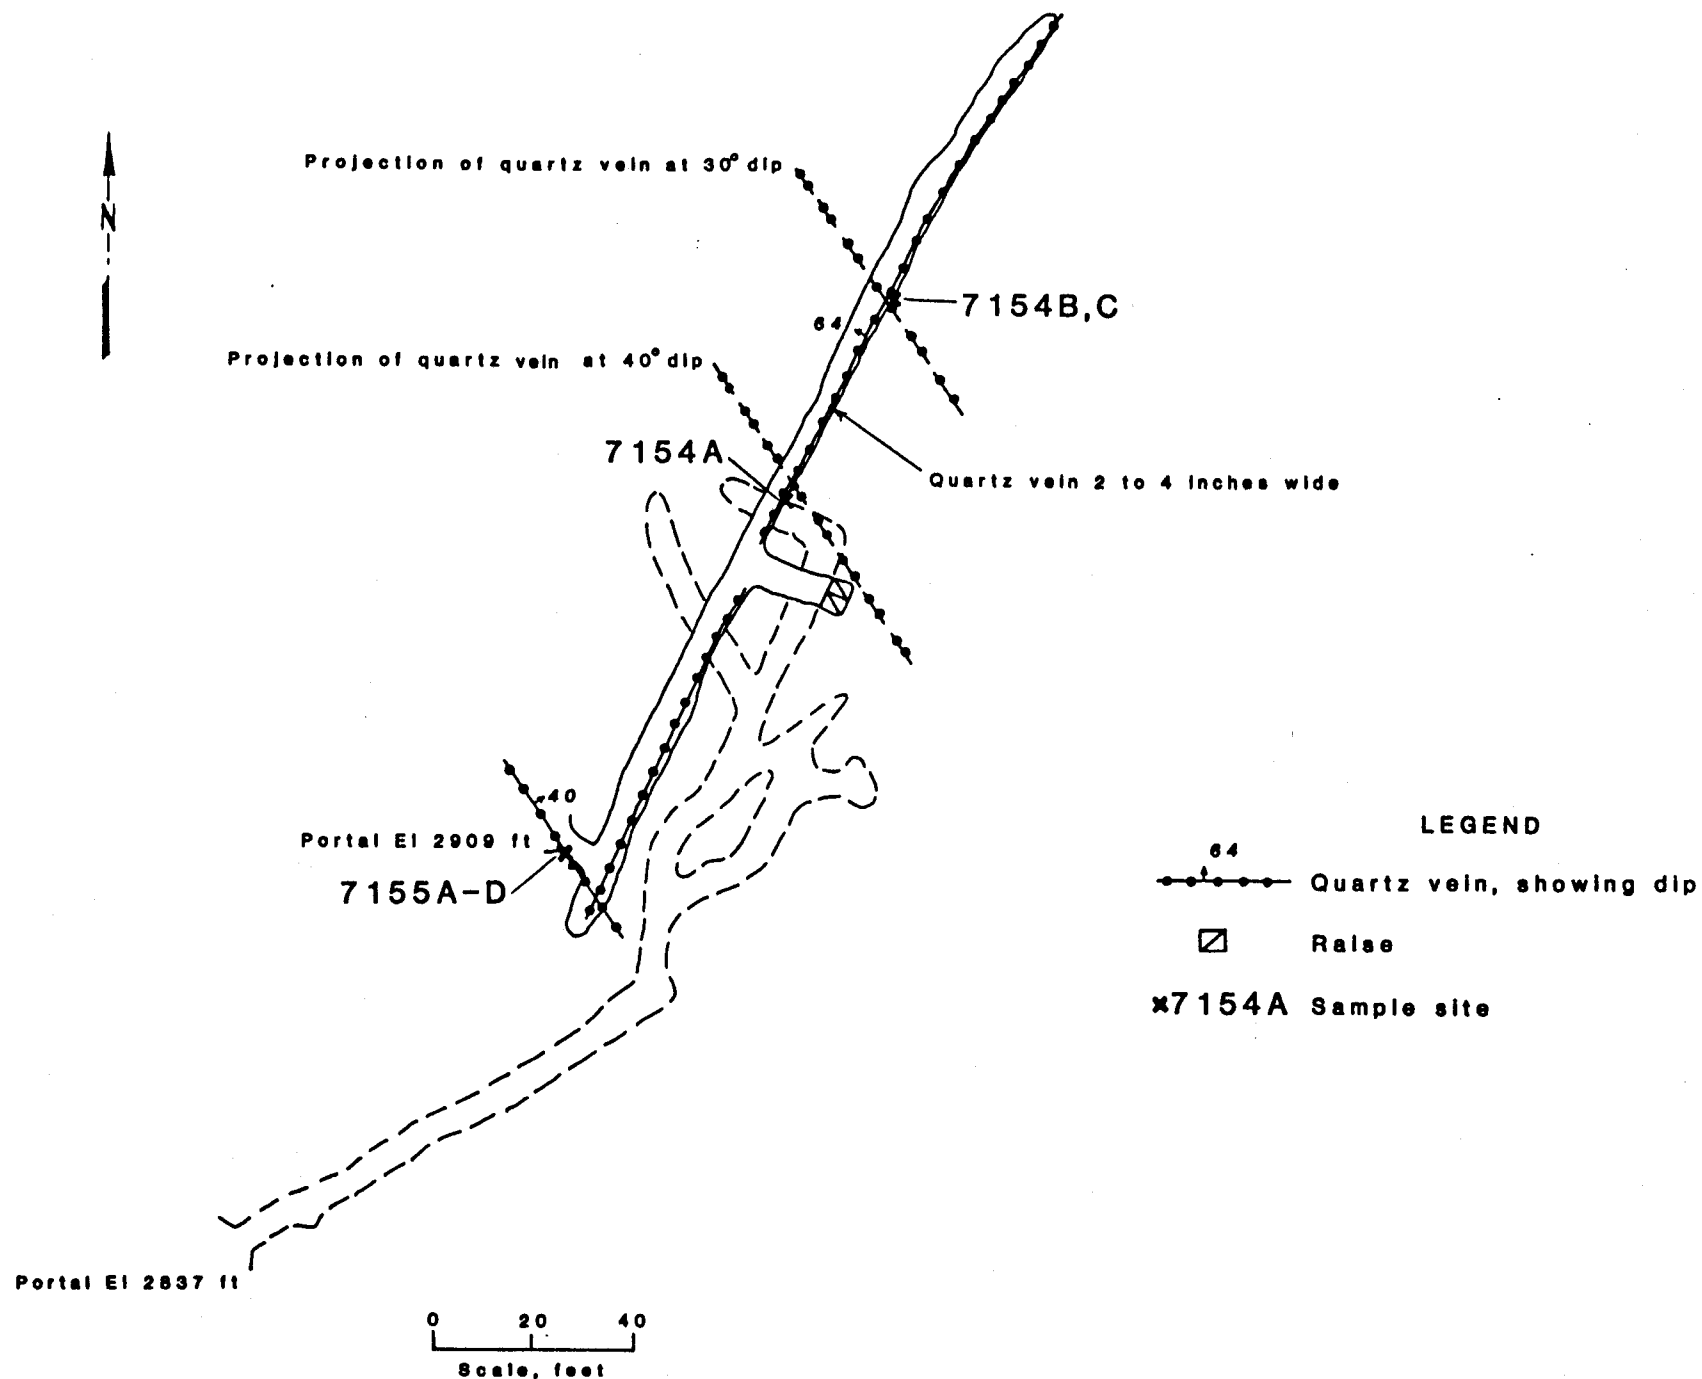 Projection of quartz vein at 30° dip
N
7154B,C
64
Projection of quartz vein at 40° dip
7154A
Quartz vein 2 to 4 inches wide
40
Portal El 2909 ft
7155A-D
LEGEND
64
Quartz vein, showing dip
Raise
×7154A Sample site
Portal El 2837 ft
0 20 40
Scale, feet